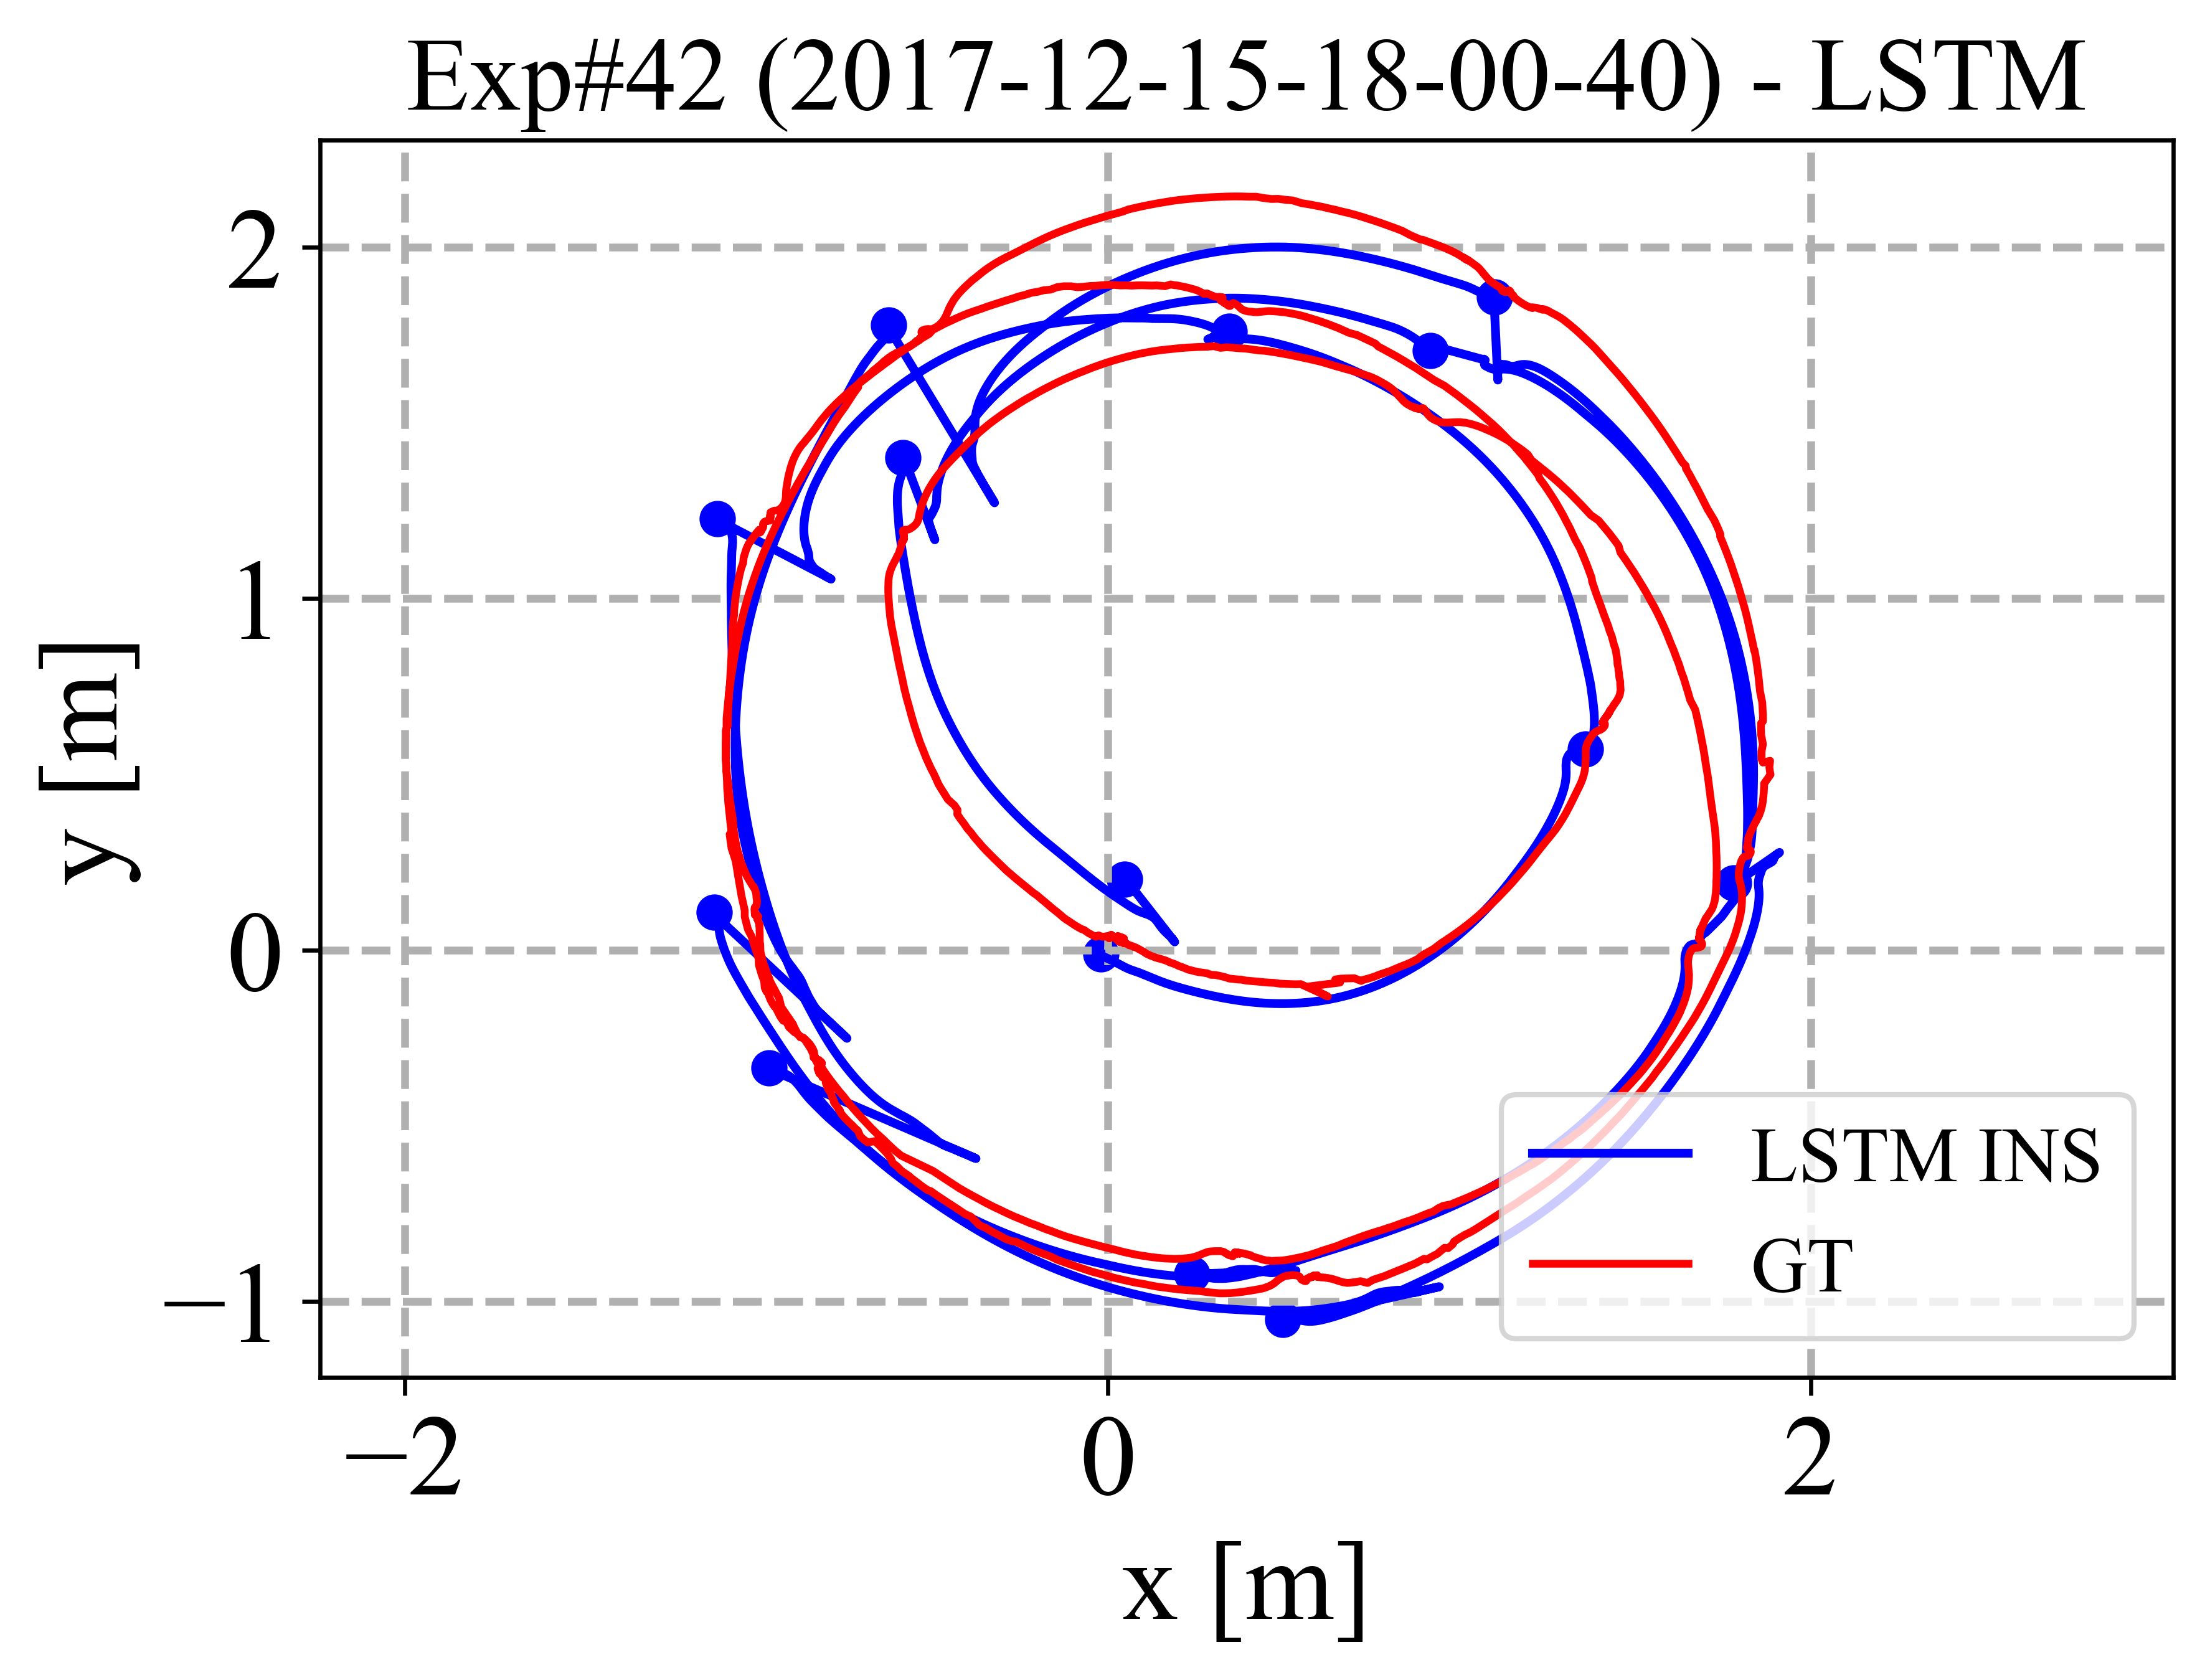 Exp#42 (2017-12-15-18-00-40) - LSTM
2
1
0
−1
y [m]
−2
0
2
x [m]
LSTM INS
GT